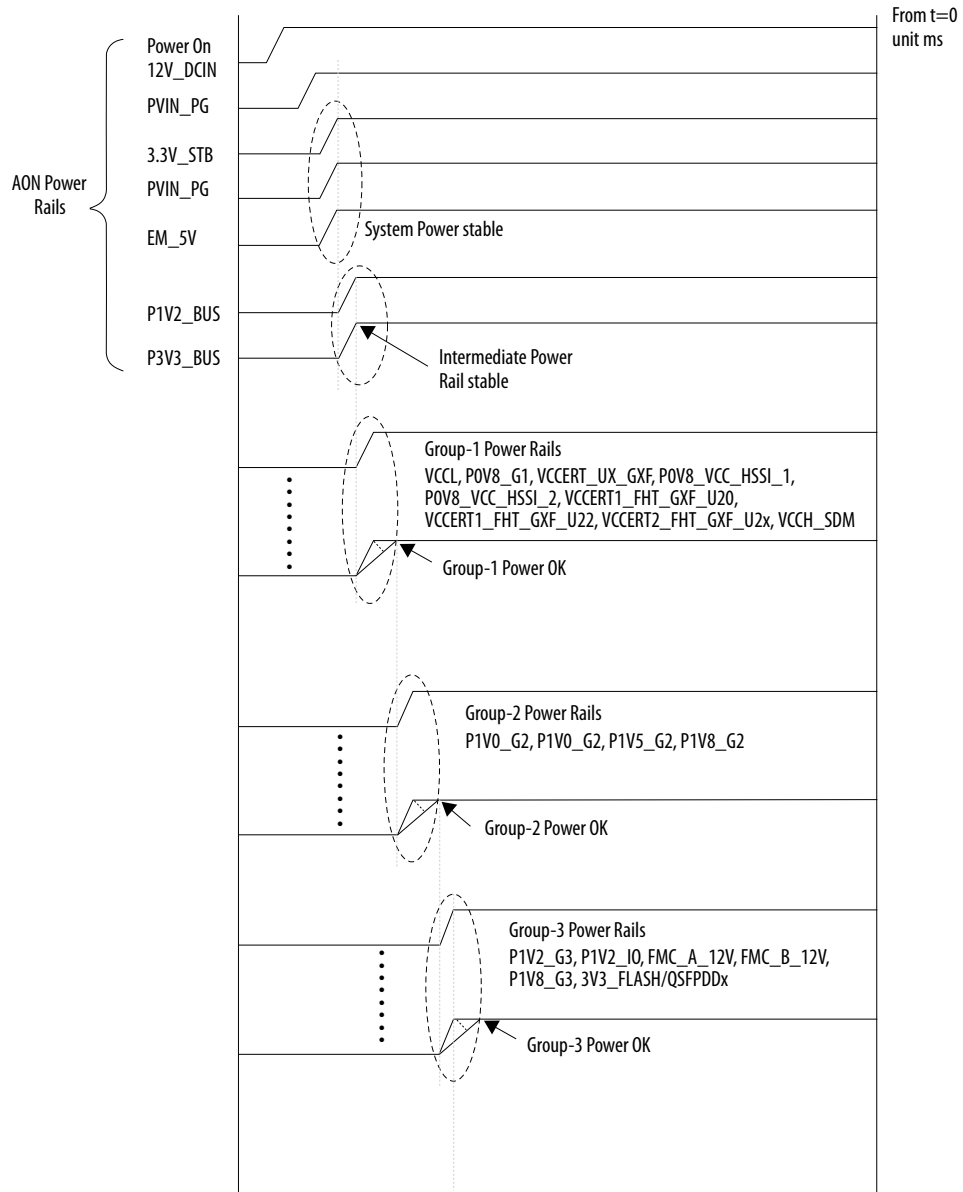 From t=0
unit ms
Power On
12V_DCIN
PVIN_PG
3.3V_STB
PVIN_PG
EM_5V
AON Power
Rails
System Power stable
P1V2_BUS
P3V3_BUS
Intermediate Power
Rail stable
Group-1 Power Rails
VCCL, P0V8_G1, VCCERT_UX_GXF, P0V8_VCC_HSSI_1,
P0V8_VCC_HSSI_2, VCCERT1_FHT_GXF_U20,
VCCERT1_FHT_GXF_U22, VCCERT2_FHT_GXF_U2x, VCCH_SDM
Group-1 Power OK
Group-2 Power Rails
P1V0_G2, P1V0_G2, P1V5_G2, P1V8_G2
Group-2 Power OK
Group-3 Power Rails
P1V2_G3, P1V2_IO, FMC_A_12V, FMC_B_12V,
P1V8_G3, 3V3_FLASH/QSFPDDx
Group-3 Power OK